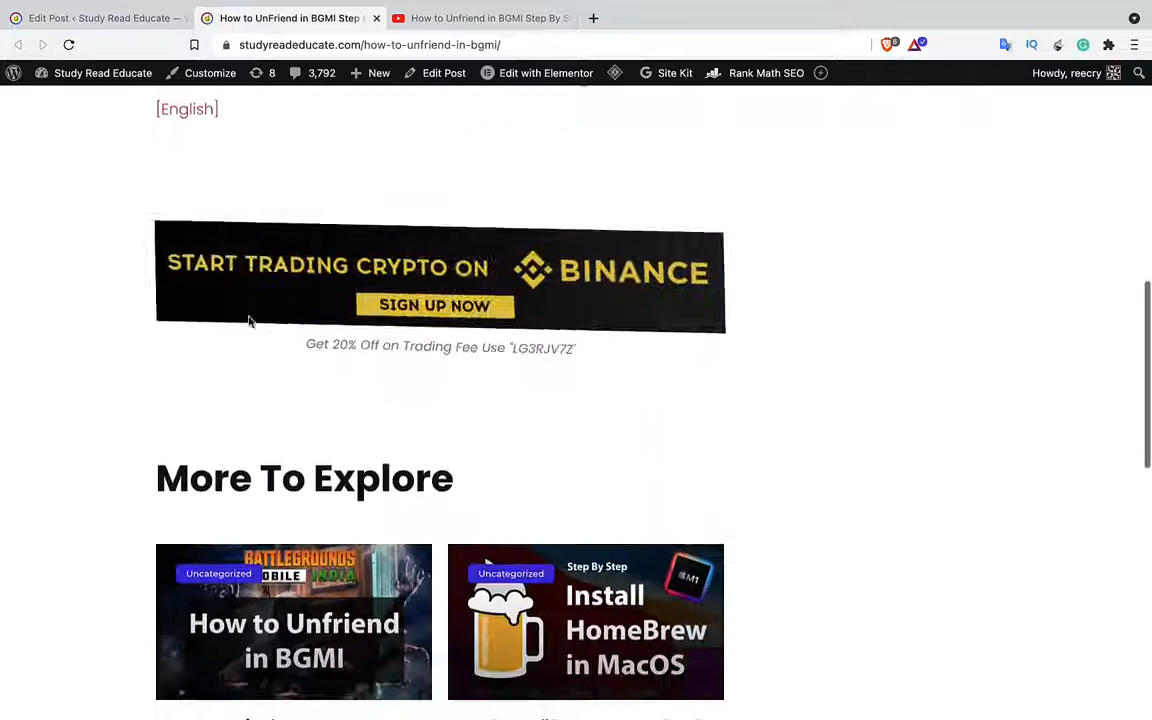 Edit Post ‹ Study Read Educate —
How to UnFriend in BGMI Step
How to Unfriend in BGMI Step By S
studyreadeducate.com/how-to-unfriend-in-bgmi/
Study Read Educate
Customize
8
3,792
New
Edit Post
Edit with Elementor
Site Kit
Rank Math SEO
Howdy, reecry
[English]
START TRADING CRYPTO ON
BINANCE
SIGN UP NOW
Get 20% Off on Trading Fee Use "LG3RJV7Z"
More To Explore
BATTLEGROUNDS
Uncategorized
OBILE INDIA
How to Unfriend
in BGMI
Uncategorized
Step By Step
M1
Install
HomeBrew
in MacOS